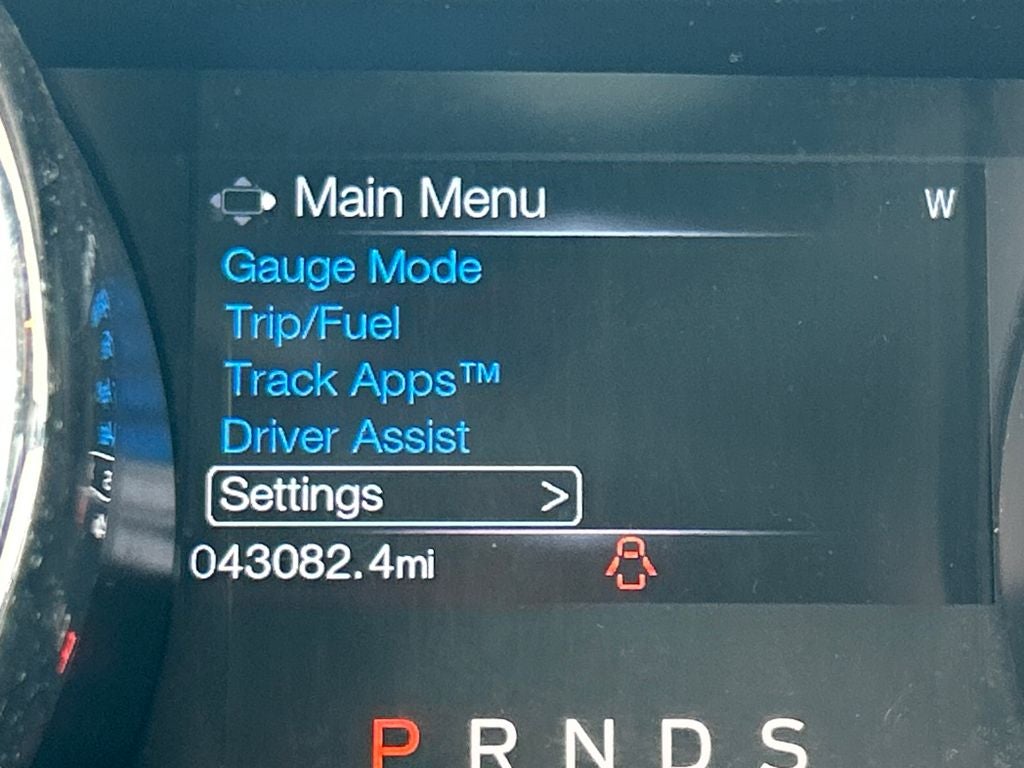 Main Menu W
Gauge Mode
Trip/Fuel
Track Apps™
Driver Assist
Settings >
043082.4mi
P R N D S